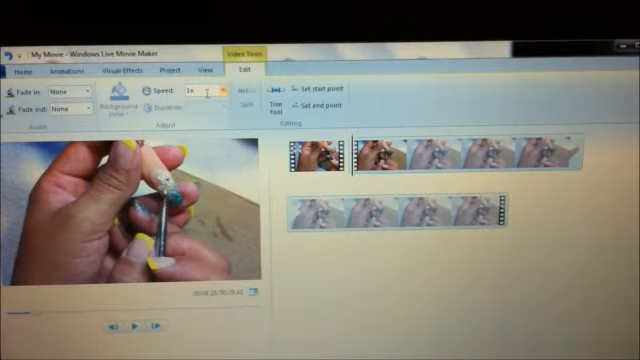 My Movie - Windows Live Movie Maker
Video Tools
Home Animations Visual Effects Project View Edit
Fade in: None
Speed: 1x
Set start point
Fade out: None
Background
Duration:
Split
Trim
tool
Set end point
Audio
Adjust
Editing